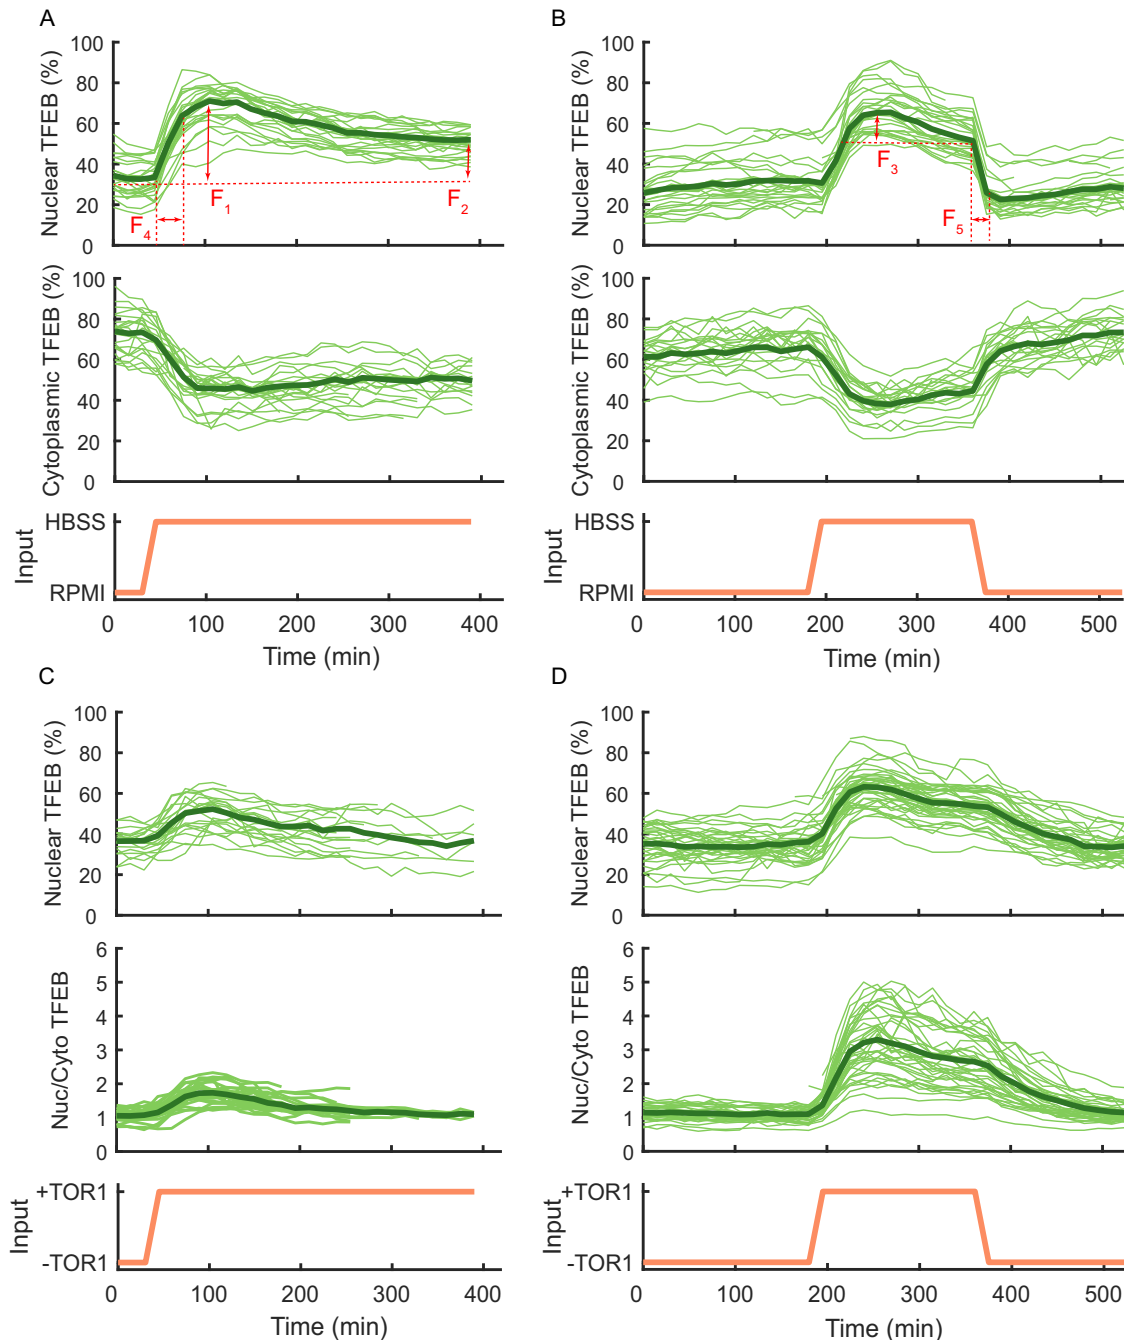 A
Nuclear TFEB (%)
100
80
60
40
20
0
F1
F2
F4
Cytoplasmic TFEB (%)
100
80
60
40
20
0
Input
HBSS
RPMI
0 100 200 300 400
Time (min)
B
Nuclear TFEB (%)
100
80
60
40
20
0
F3
F5
Cytoplasmic TFEB (%)
100
80
60
40
20
0
Input
HBSS
RPMI
0 100 200 300 400 500
Time (min)
C
Nuclear TFEB (%)
100
80
60
40
20
0
Nuc/Cyto TFEB
6
5
4
3
2
1
0
Input
+TOR1
-TOR1
0 100 200 300 400
Time (min)
D
Nuclear TFEB (%)
100
80
60
40
20
0
Nuc/Cyto TFEB
6
5
4
3
2
1
0
Input
+TOR1
-TOR1
0 100 200 300 400 500
Time (min)